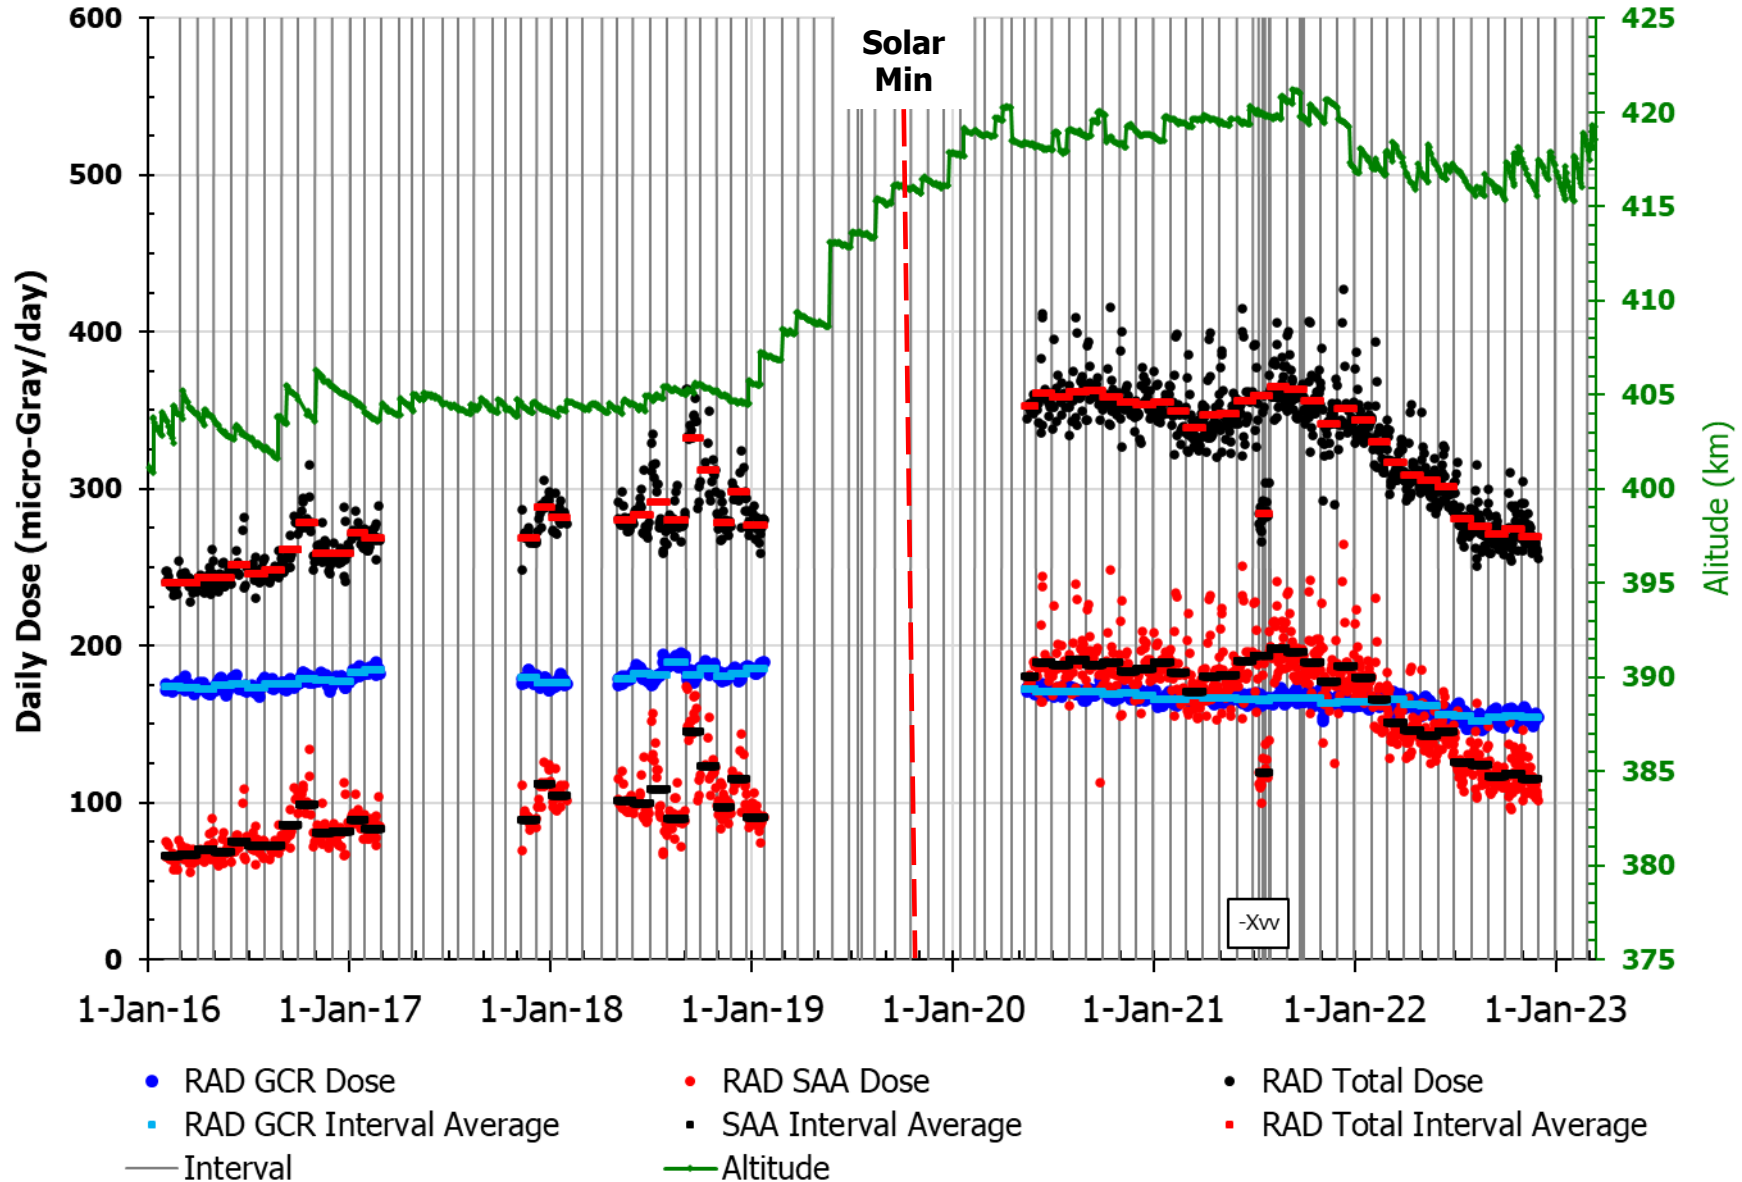 600
500
400
300
200
100
0
Daily Dose (micro-Gray/day)
Solar
Min
-Xvv
425
420
415
410
405
400
395
390
385
380
375
Altitude (km)
1-Jan-16 1-Jan-17 1-Jan-18 1-Jan-19 1-Jan-20 1-Jan-21 1-Jan-22 1-Jan-23
RAD GCR Dose RAD SAA Dose RAD Total Dose
RAD GCR Interval Average SAA Interval Average RAD Total Interval Average
Interval Altitude